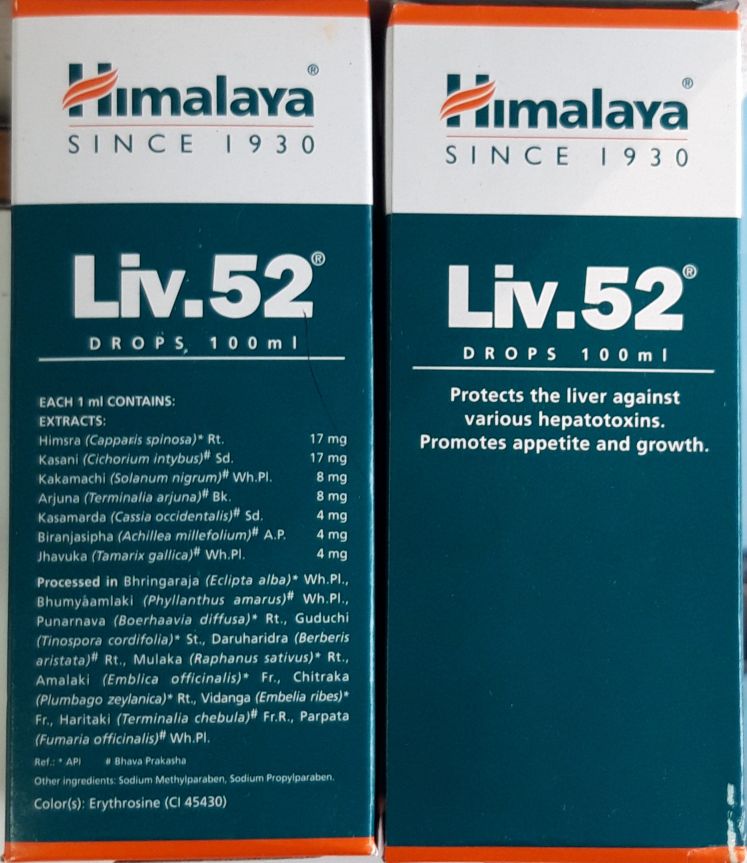 Himalaya®
SINCE 1930
Liv.52®
DROPS 100ml
EACH 1 ml CONTAINS:
EXTRACTS:
Himsra (Capparis spinosa)* Rt. 17 mg
Kasani (Cichorium intybus)# Sd. 17 mg
Kakamachi (Solanum nigrum)# Wh.Pl. 8 mg
Arjuna (Terminalia arjuna)# Bk. 8 mg
Kasamarda (Cassia occidentalis)# Sd. 4 mg
Biranjasipha (Achillea millefolium)# A.P. 4 mg
Jhavuka (Tamarix gallica)# Wh.Pl. 4 mg
Processed in Bhringaraja (Eclipta alba)* Wh.Pl.,
Bhumyaamlaki (Phyllanthus amarus)# Wh.Pl.,
Punarnava (Boerhaavia diffusa)* Rt., Guduchi
(Tinospora cordifolia)* St., Daruharidra (Berberis
aristata)# Rt., Mulaka (Raphanus sativus)* Rt.,
Amalaki (Emblica officinalis)* Fr., Chitraka
(Plumbago zeylanica)* Rt., Vidanga (Embelia ribes)*
Fr., Haritaki (Terminalia chebula)# Fr.R., Parpata
(Fumaria officinalis)# Wh.Pl.
Ref.: * API # Bhava Prakasha
Other ingredients: Sodium Methylparaben, Sodium Propylparaben.
Color(s): Erythrosine (CI 45430)
Himalaya®
SINCE 1930
Liv.52®
DROPS 100ml
Protects the liver against
various hepatotoxins.
Promotes appetite and growth.